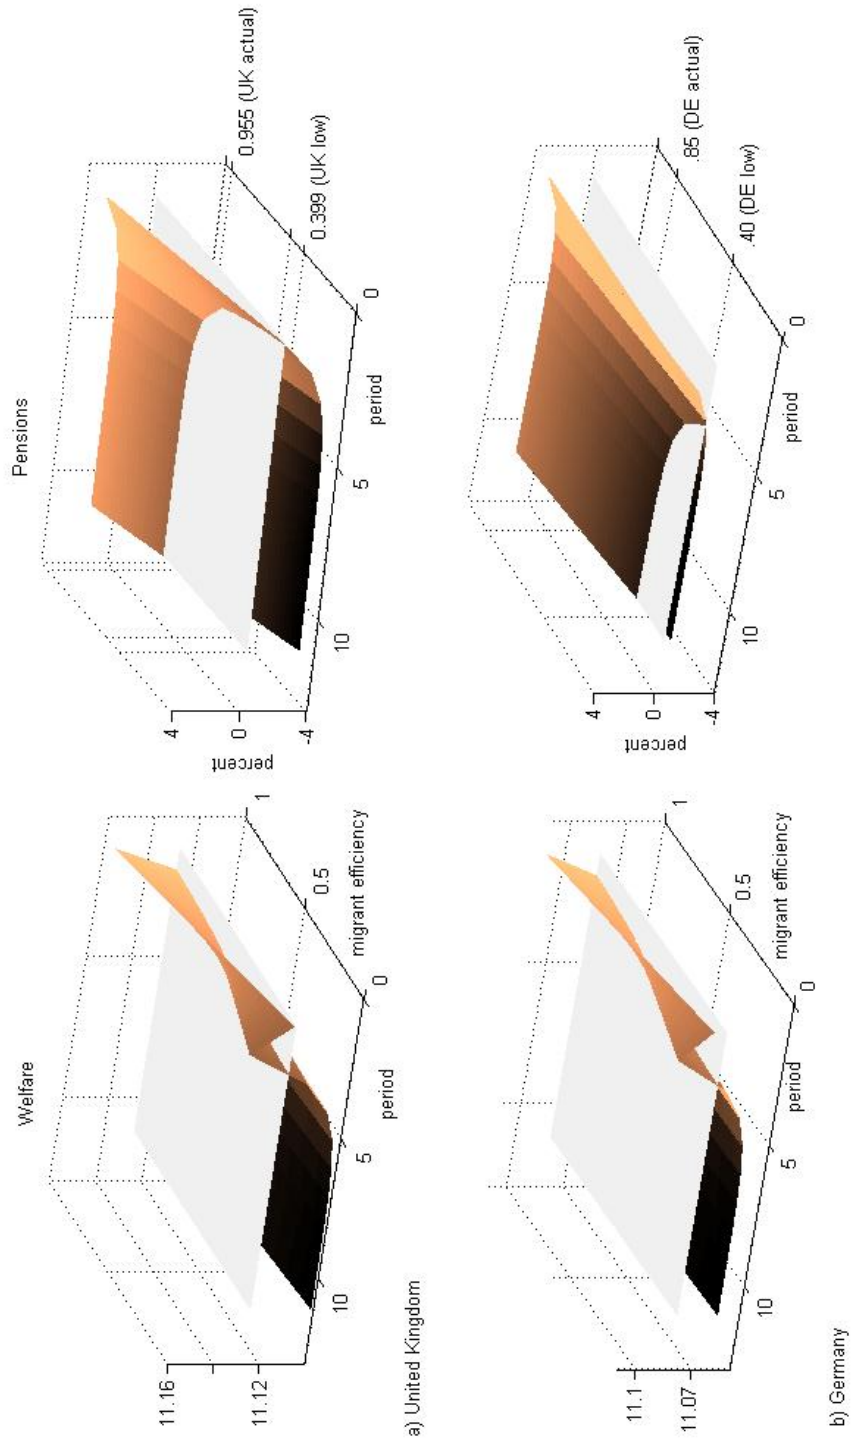 Welfare
Pensions
11.16
11.12
10
5
0
period
0.5
1
migrant efficiency
percent
4
0
-4
10
5
0
period
0.399 (UK low)
0.955 (UK actual)
a) United Kingdom
11.1
11.07
10
5
0
period
0.5
1
migrant efficiency
percent
4
0
-4
10
5
0
period
.40 (DE low)
.85 (DE actual)
b) Germany